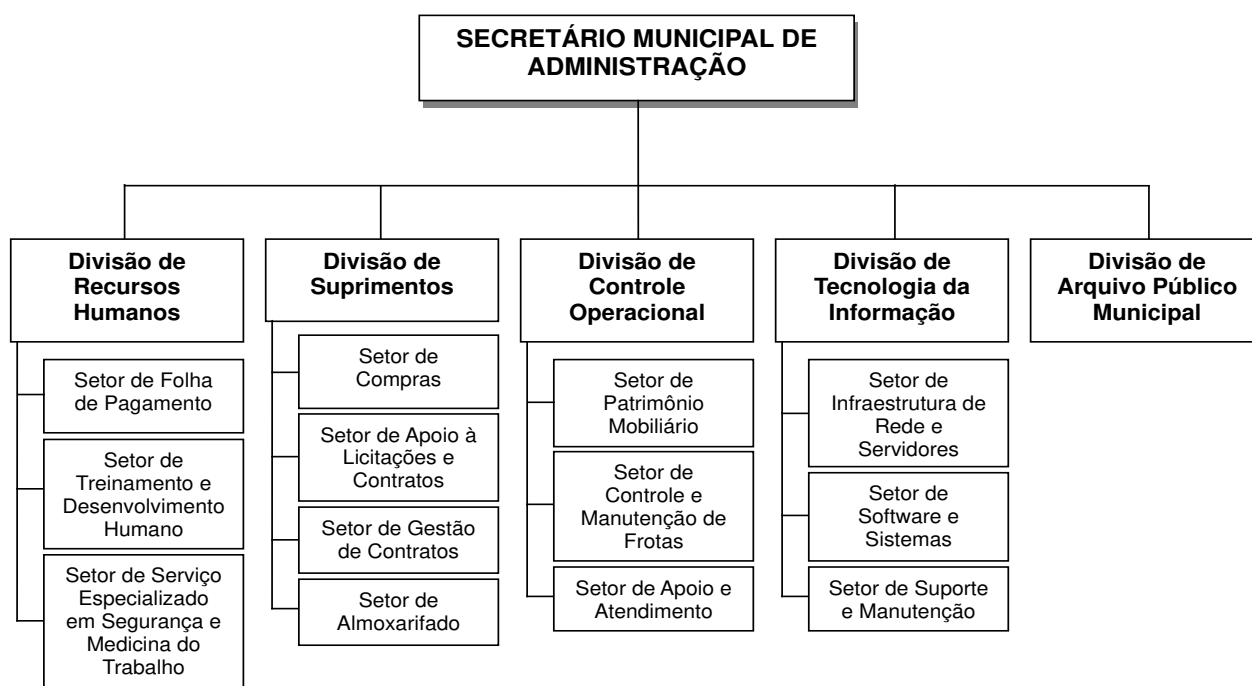 SECRETÁRIO MUNICIPAL DE
ADMINISTRAÇÃO
Divisão de
Recursos
Humanos
Setor de Folha
de Pagamento
Setor de
Treinamento e
Desenvolvimento
Humano
Setor de Serviço
Especializado
em Segurança e
Medicina do
Trabalho
Divisão de
Suprimentos
Setor de
Compras
Setor de Apoio à
Licitações e
Contratos
Setor de Gestão
de Contratos
Setor de
Almoxarifado
Divisão de
Controle
Operacional
Setor de
Patrimônio
Mobiliário
Setor de
Controle e
Manutenção de
Frotas
Setor de Apoio e
Atendimento
Divisão de
Tecnologia da
Informação
Setor de
Infraestrutura de
Rede e
Servidores
Setor de
Software e
Sistemas
Setor de Suporte
e Manutenção
Divisão de
Arquivo Público
Municipal